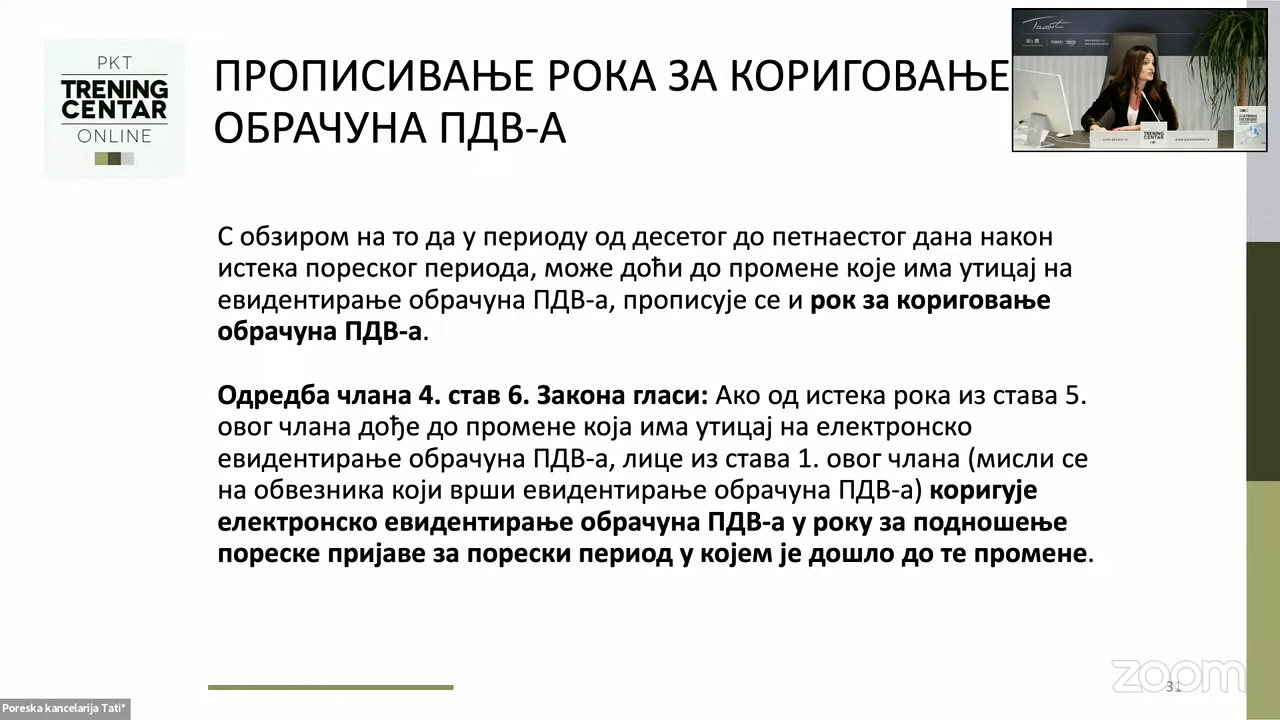 PKT
TRENING
CENTAR
ONLINE
ПРОПИСИВАЊЕ РОКА ЗА КОРИГОВАЊЕ
ОБРАЧУНА ПДВ-А
С обзиром на то да у периоду од десетог до петнаестог дана након
истека пореског периода, може доћи до промене које има утицај на
евидентирање обрачуна ПДВ-а, прописује се и рок за кориговање
обрачуна ПДВ-а.
Одредба члана 4. став 6. Закона гласи: Ако од истека рока из става 5.
овог члана дође до промене која има утицај на електронско
евидентирање обрачуна ПДВ-а, лице из става 1. овог члана (мисли се
на обвезника који врши евидентирање обрачуна ПДВ-а) коригује
електронско евидентирање обрачуна ПДВ-а у року за подношење
пореске пријаве за порески период у којем је дошло до те промене.
TRENING
CENTAR
zoom
31
Poreska kancelarija Tati*